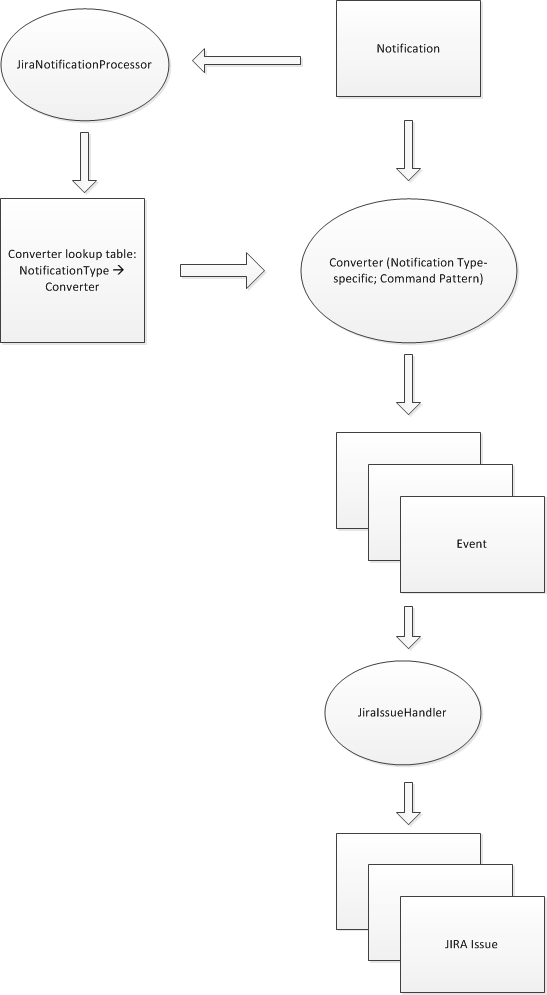 JiraNotificationProcessor
Notification
Converter lookup table:
NotificationType →
Converter
Converter (Notification Type-
specific; Command Pattern)
Event
JiraIssueHandler
JIRA Issue